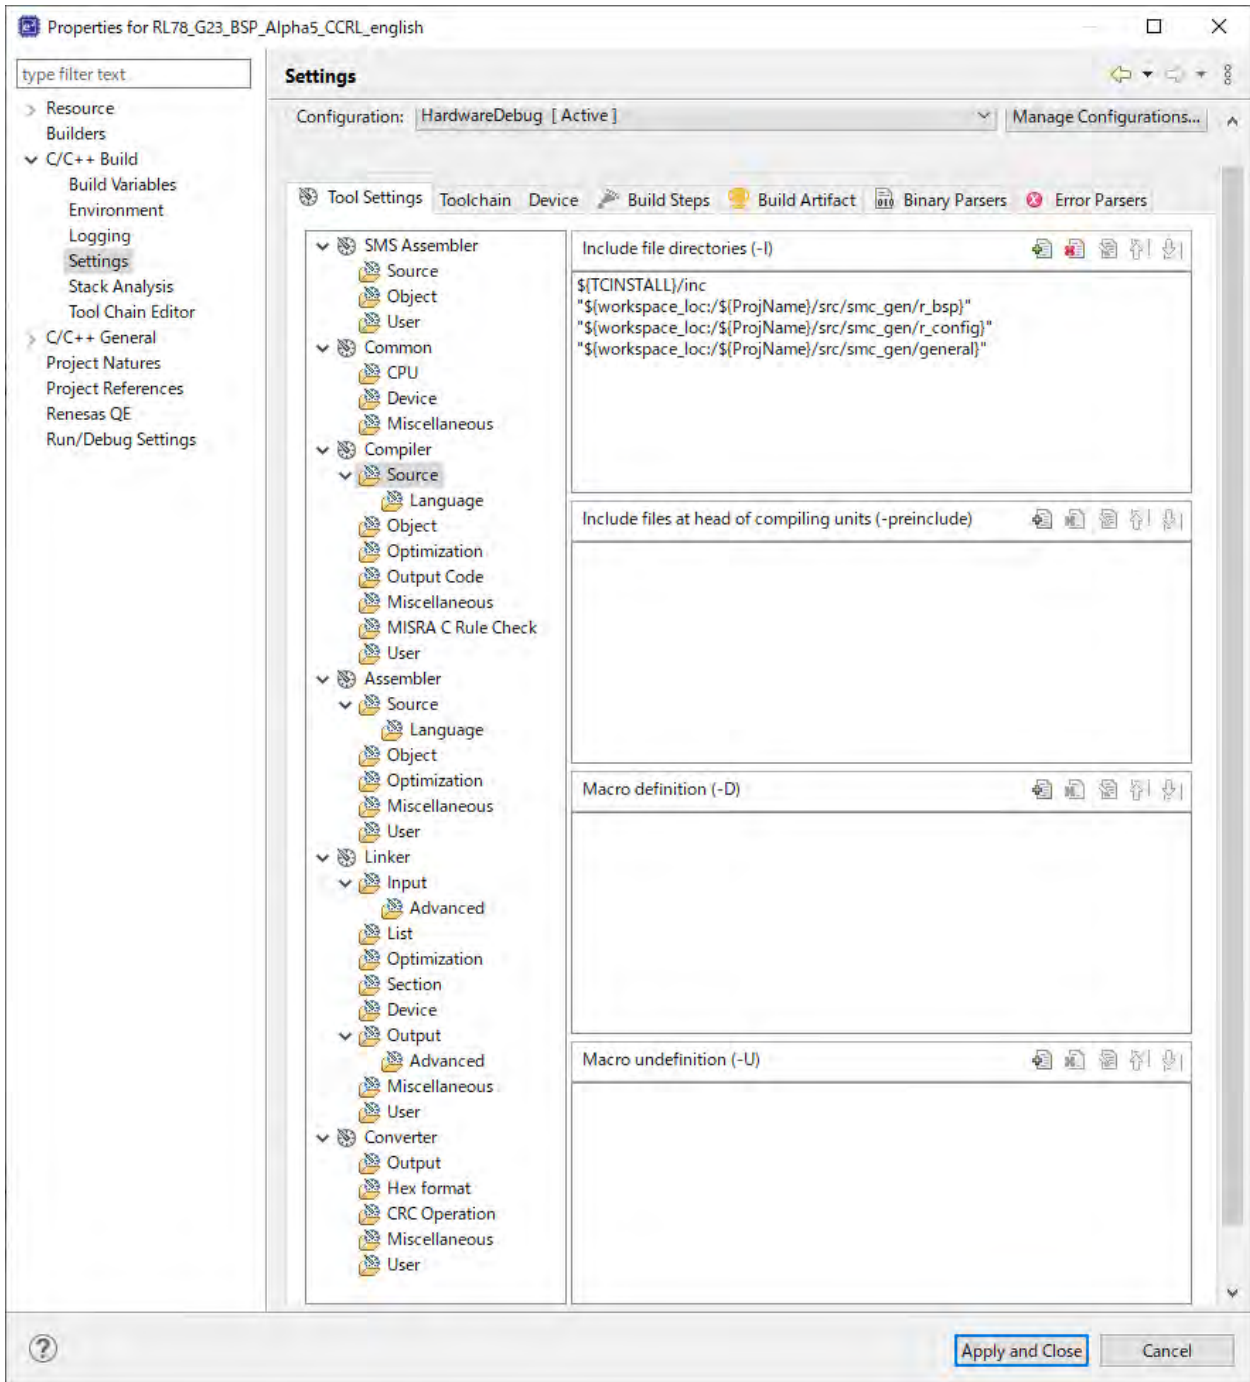 Properties for RL78_G23_BSP_Alpha5_CCRL_english
type filter text
Resource
Builders
C/C++ Build
Build Variables
Environment
Logging
Settings
Stack Analysis
Tool Chain Editor
C/C++ General
Project Natures
Project References
Renesas QE
Run/Debug Settings
Settings
Configuration: HardwareDebug [ Active ] Manage Configurations...
Tool Settings Toolchain Device Build Steps Build Artifact Binary Parsers Error Parsers
SMS Assembler
Source
Object
User
Common
CPU
Device
Miscellaneous
Compiler
Source
Language
Object
Optimization
Output Code
Miscellaneous
MISRA C Rule Check
User
Assembler
Source
Language
Object
Optimization
Miscellaneous
User
Linker
Input
Advanced
List
Optimization
Section
Device
Output
Advanced
Miscellaneous
User
Converter
Output
Hex format
CRC Operation
Miscellaneous
User
Include file directories (-I)
${TCINSTALL}/inc
"${workspace_loc:/${ProjName}/src/smc_gen/r_bsp}"
"${workspace_loc:/${ProjName}/src/smc_gen/r_config}"
"${workspace_loc:/${ProjName}/src/smc_gen/general}"
Include files at head of compiling units (-preinclude)
Macro definition (-D)
Macro undefinition (-U)
Apply and Close Cancel